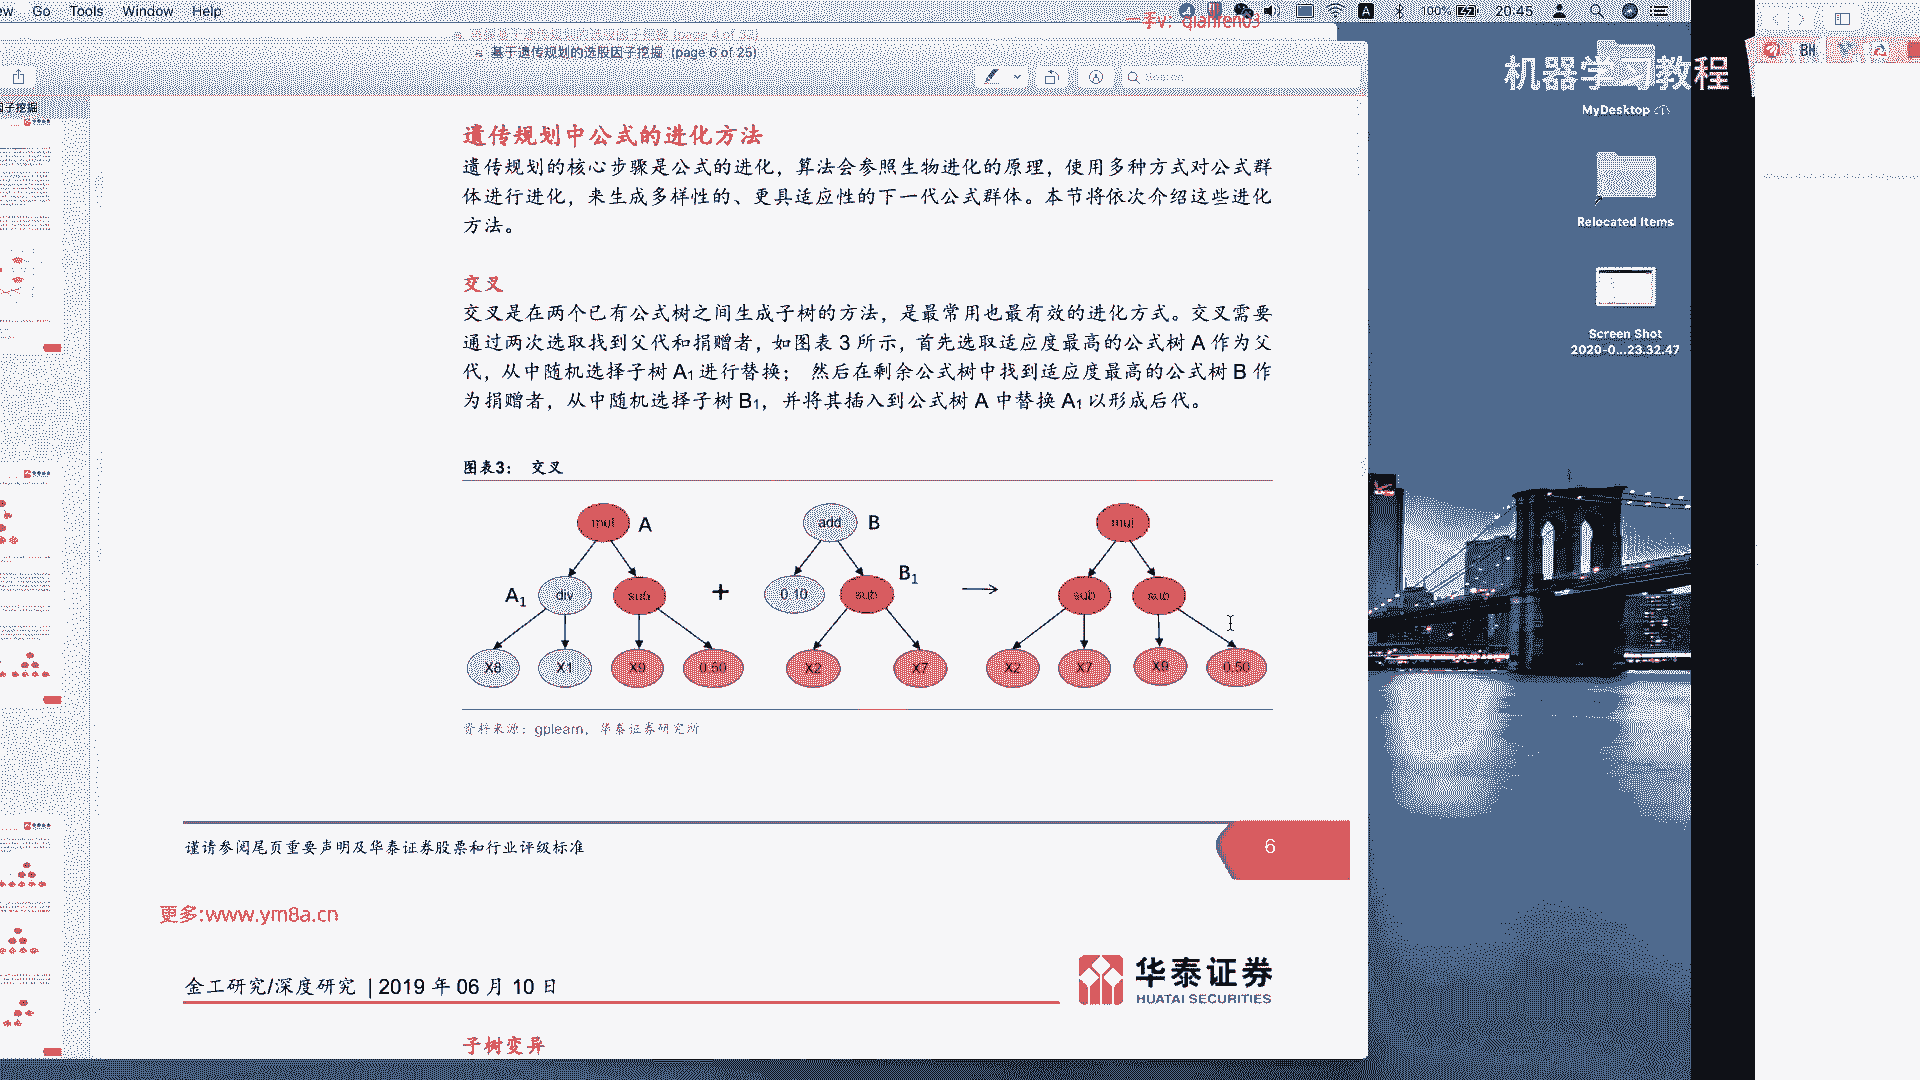 Go Tools Window Help
100%
20:45
一手v: qianren03
基于遗传规划的选股因子挖掘 (page 6 of 25)
Search
机器学习教程
BH
MyDesktop
Relocated Items
Screen Shot
2020-0...23.32.47
遗传规划中公式的进化方法
遗传规划的核心步骤是公式的进化，算法会参照生物进化的原理，使用多种方式对公式群
体进行进化，来生成多样性的、更具适应性的下一代公式群体。本节将依次介绍这些进化
方法。
交叉
交叉是在两个已有公式树之间生成子树的方法，是最常用也最有效的进化方式。交叉需要
通过两次选取找到父代和捐赠者，如图表 3 所示，首先选取适应度最高的公式树 A 作为父
代，从中随机选择子树 A₁ 进行替换； 然后在剩余公式树中找到适应度最高的公式树 B 作
为捐赠者，从中随机选择子树 B₁，并将其插入到公式树 A 中替换 A₁ 以形成后代。
图表3： 交叉
mul A add B mul
A₁ div sub + 0.10 sub B₁ → sub sub
X8 X1 X9 0.50 X2 X7 X2 X7 X9 0.50
资料来源：gplearn，华泰证券研究所
谨请参阅尾页重要声明及华泰证券股票和行业评级标准
6
更多:www.ym8a.cn
金工研究/深度研究 | 2019 年 06 月 10 日
华泰证券
HUATAI SECURITIES
子树变异